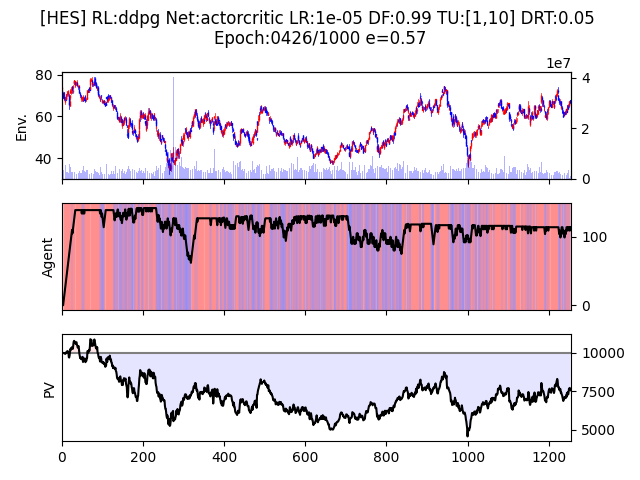 [HES] RL:ddpg Net:actorcritic LR:1e-05 DF:0.99 TU:[1,10] DRT:0.05
Epoch:0426/1000 e=0.57
1e7
80
60
40
Env.
4
2
0
Agent
100
0
PV
10000
7500
5000
0 200 400 600 800 1000 1200